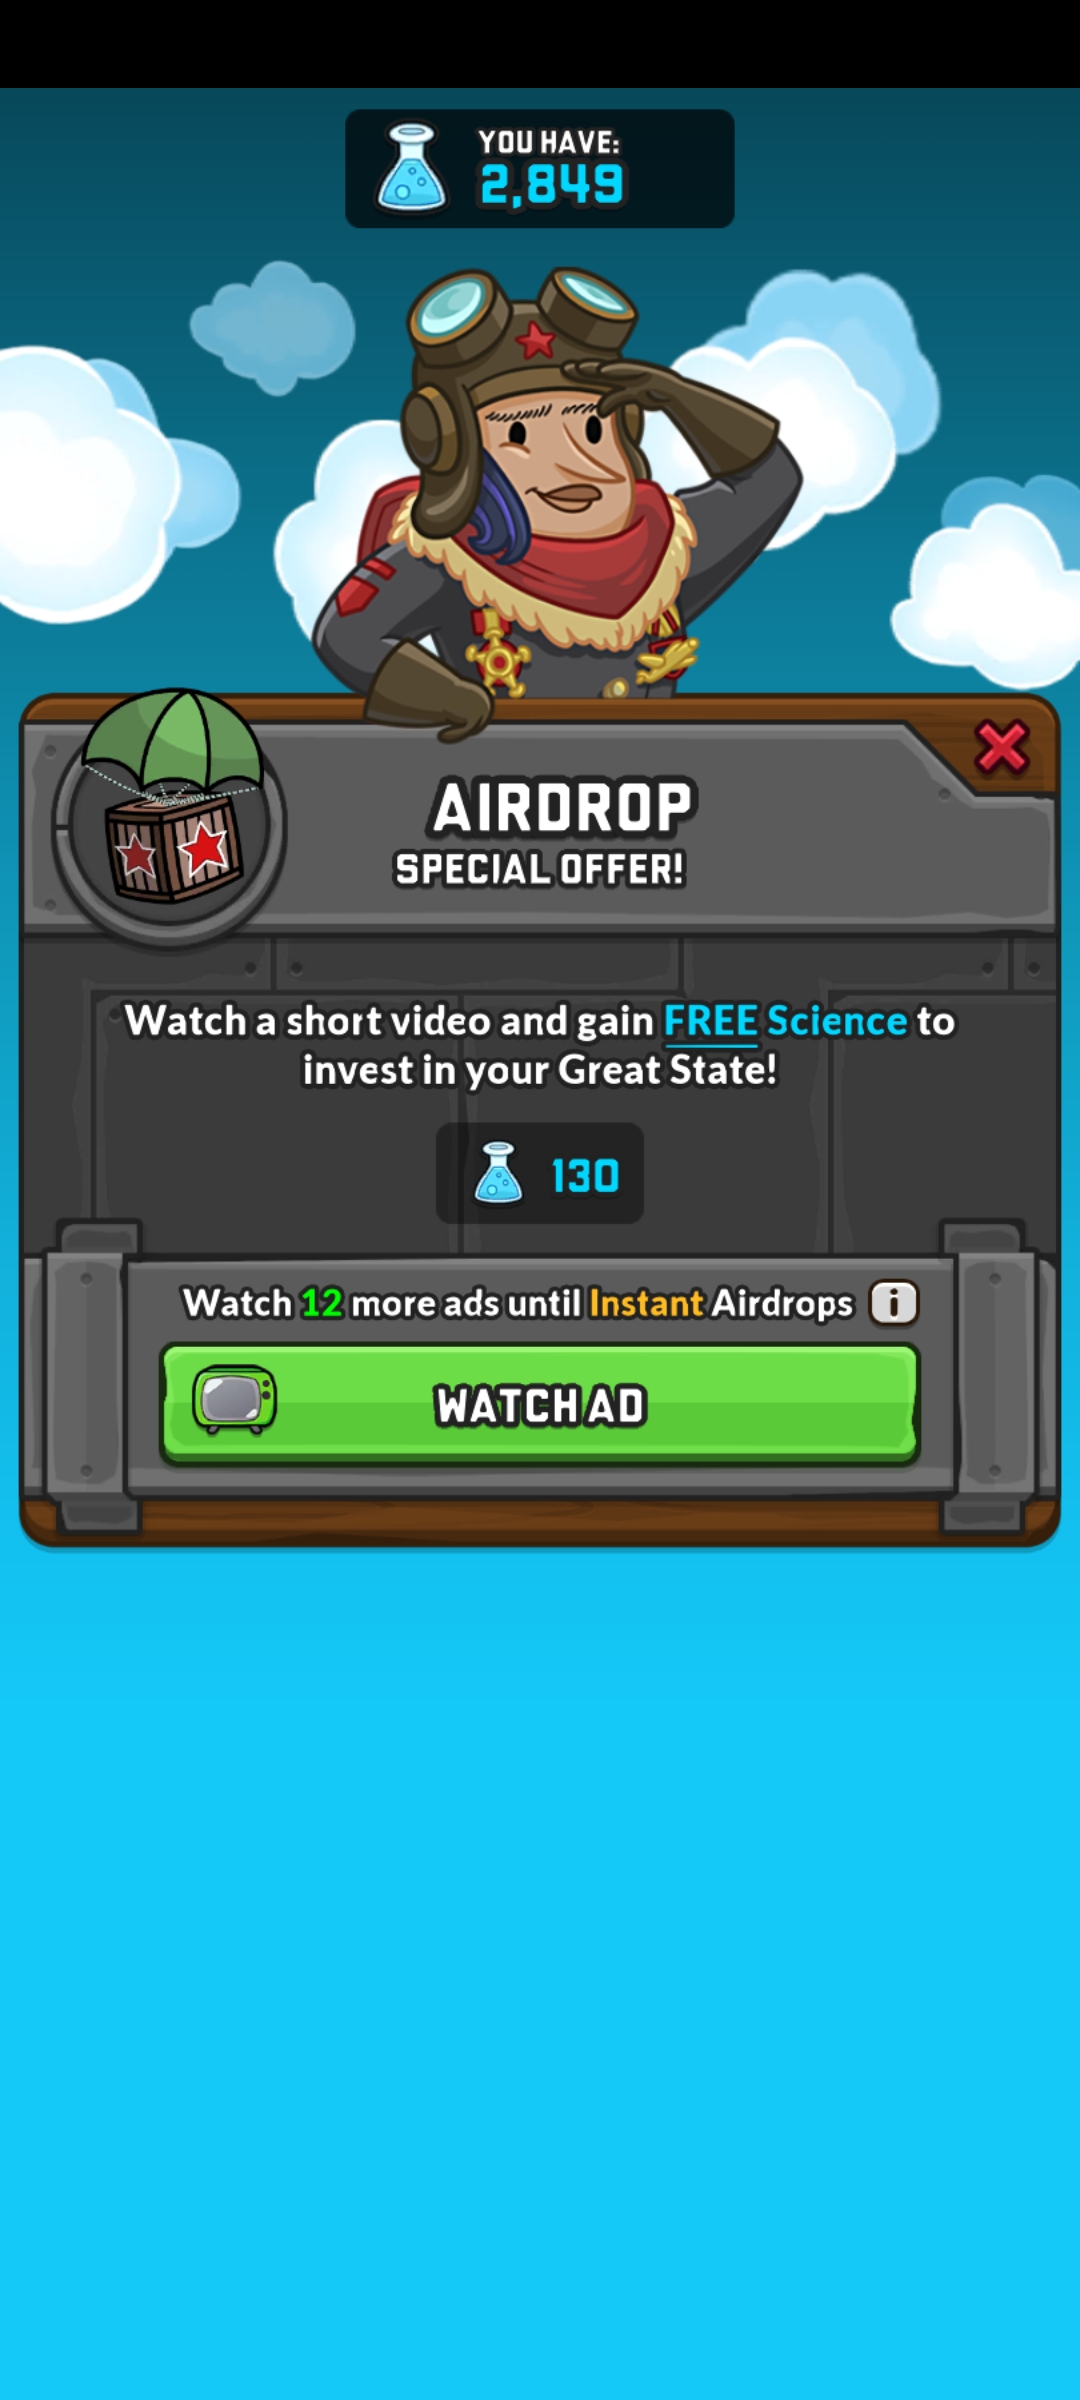 YOU HAVE:
2,849
AIRDROP
SPECIAL OFFER!
Watch a short video and gain FREE Science to
invest in your Great State!
130
Watch 12 more ads until Instant Airdrops
WATCH AD